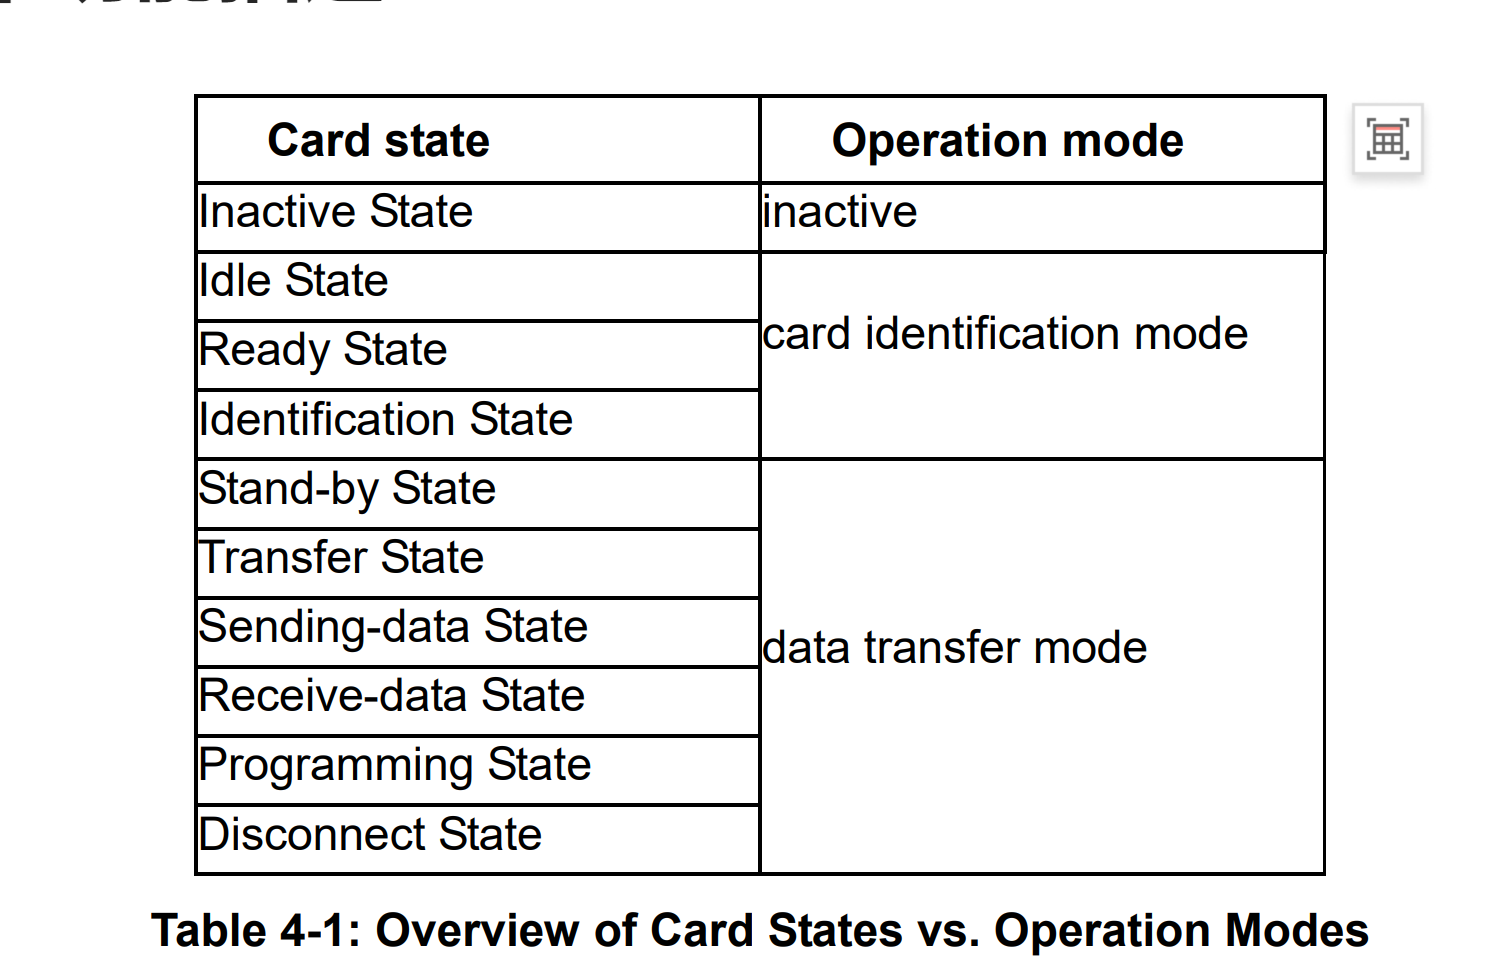 Card state Operation mode
Inactive State inactive
Idle State
card identification mode
Ready State
Identification State
Stand-by State
Transfer State
Sending-data State
data transfer mode
Receive-data State
Programming State
Disconnect State
Table 4-1: Overview of Card States vs. Operation Modes